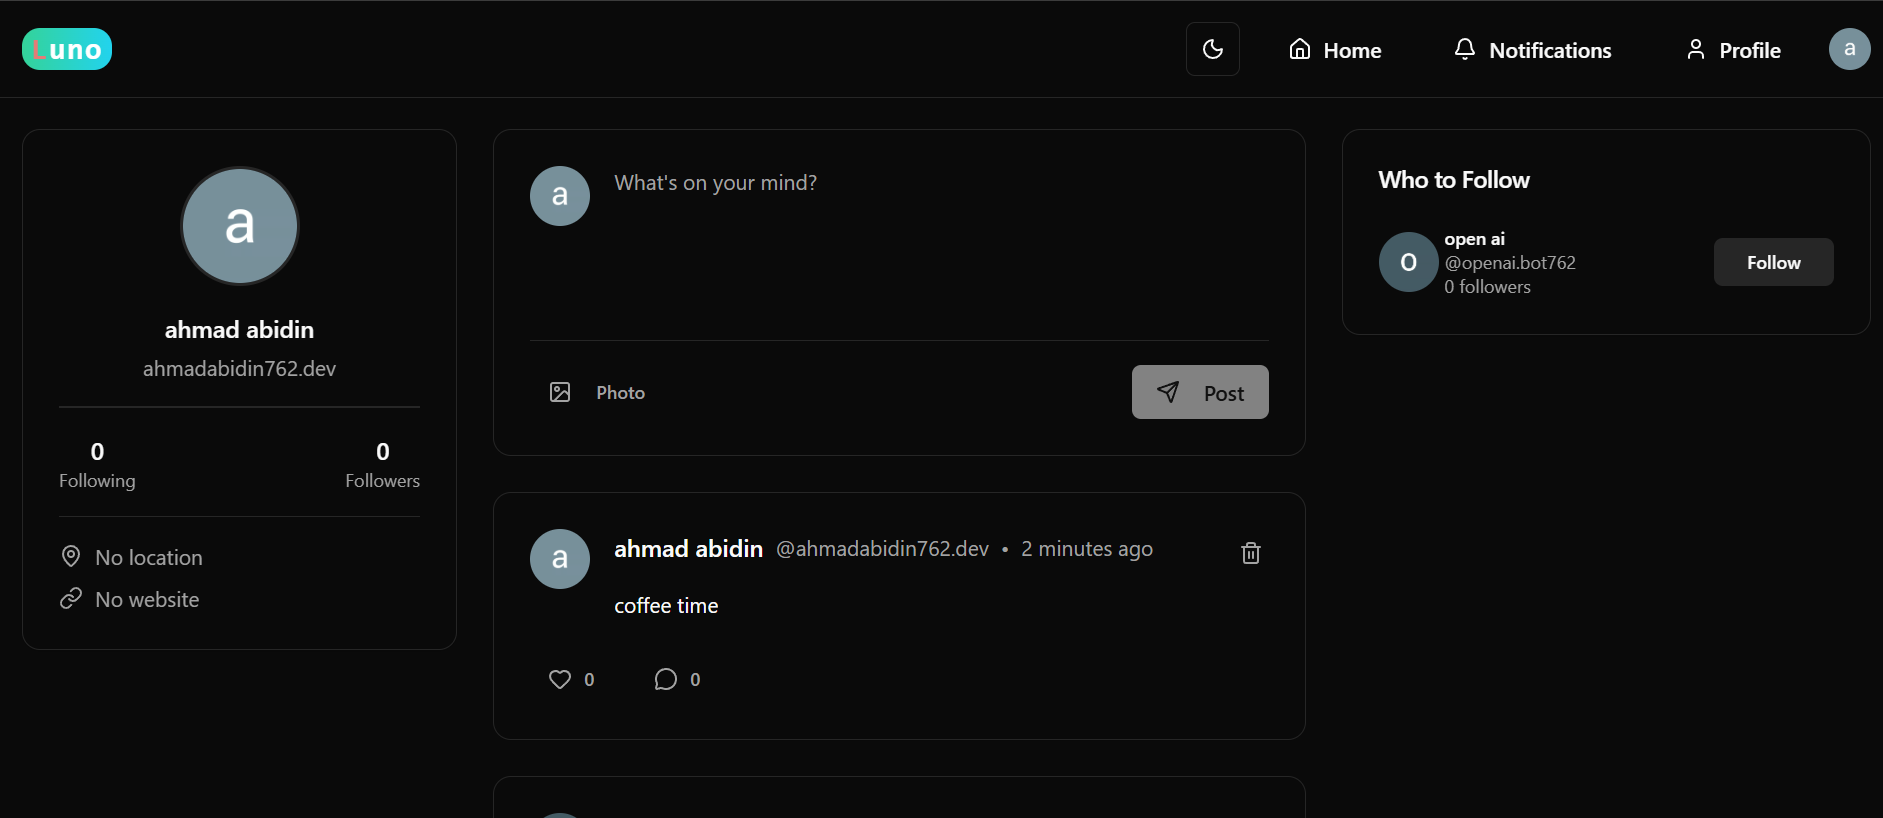 Luno
Home
Notifications
Profile
a
a
ahmad abidin
ahmadabidin762.dev
0
Following
0
Followers
No location
No website
a
What's on your mind?
Photo
Post
a
ahmad abidin @ahmadabidin762.dev • 2 minutes ago
coffee time
0
0
Who to Follow
o
open ai
@openai.bot762
0 followers
Follow